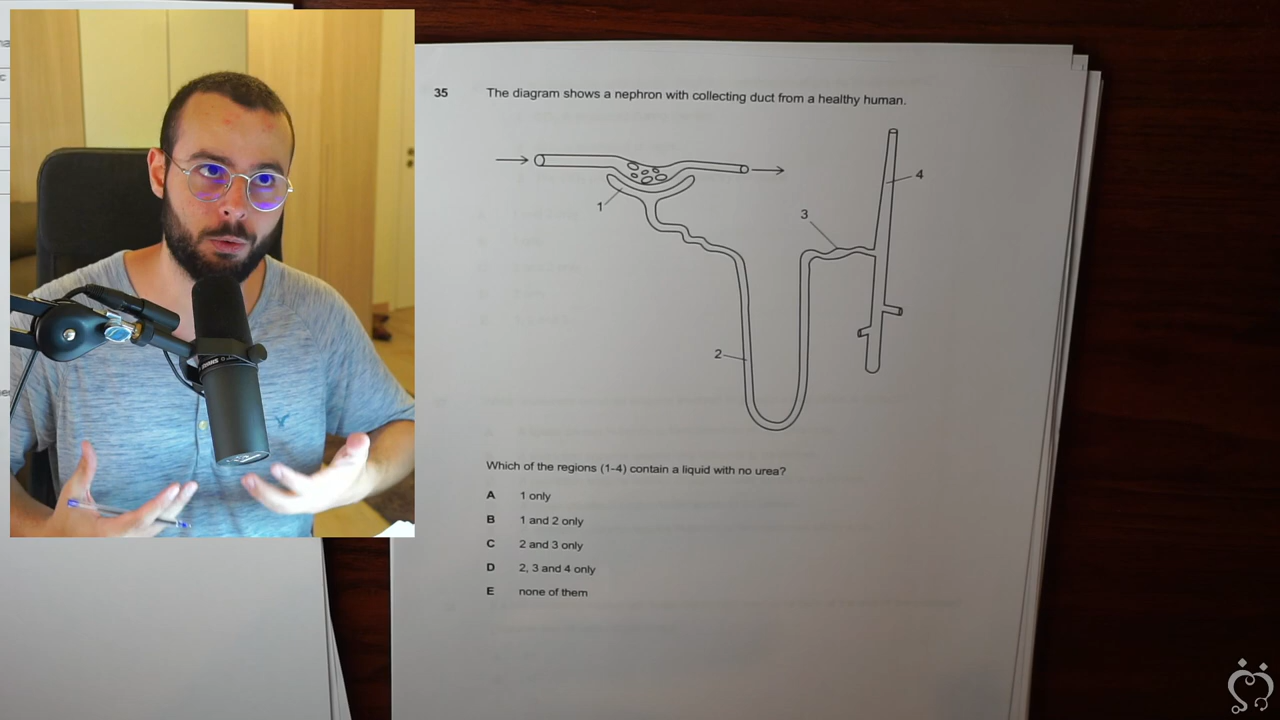 35 The diagram shows a nephron with collecting duct from a healthy human.
1
2
3
4
Which of the regions (1–4) contain a liquid with no urea?
A 1 only
B 1 and 2 only
C 2 and 3 only
D 2, 3 and 4 only
E none of them